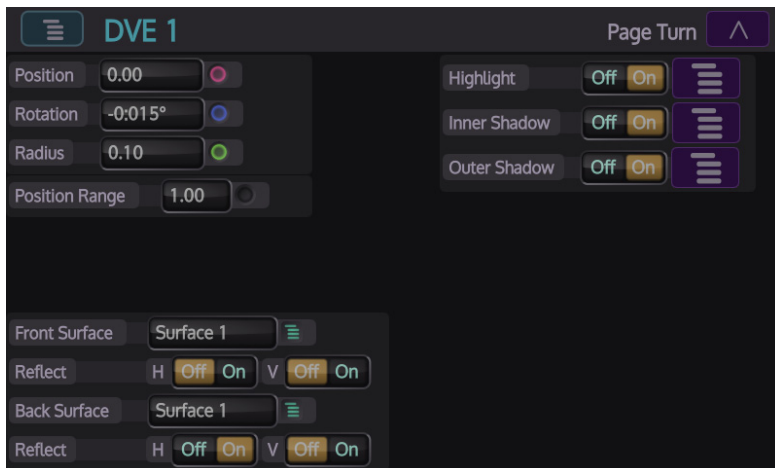 DVE 1 Page Turn
Position 0.00
Rotation -0:015°
Radius 0.10
Position Range 1.00
Highlight Off On
Inner Shadow Off On
Outer Shadow Off On
Front Surface Surface 1
Reflect H Off On V Off On
Back Surface Surface 1
Reflect H Off On V Off On